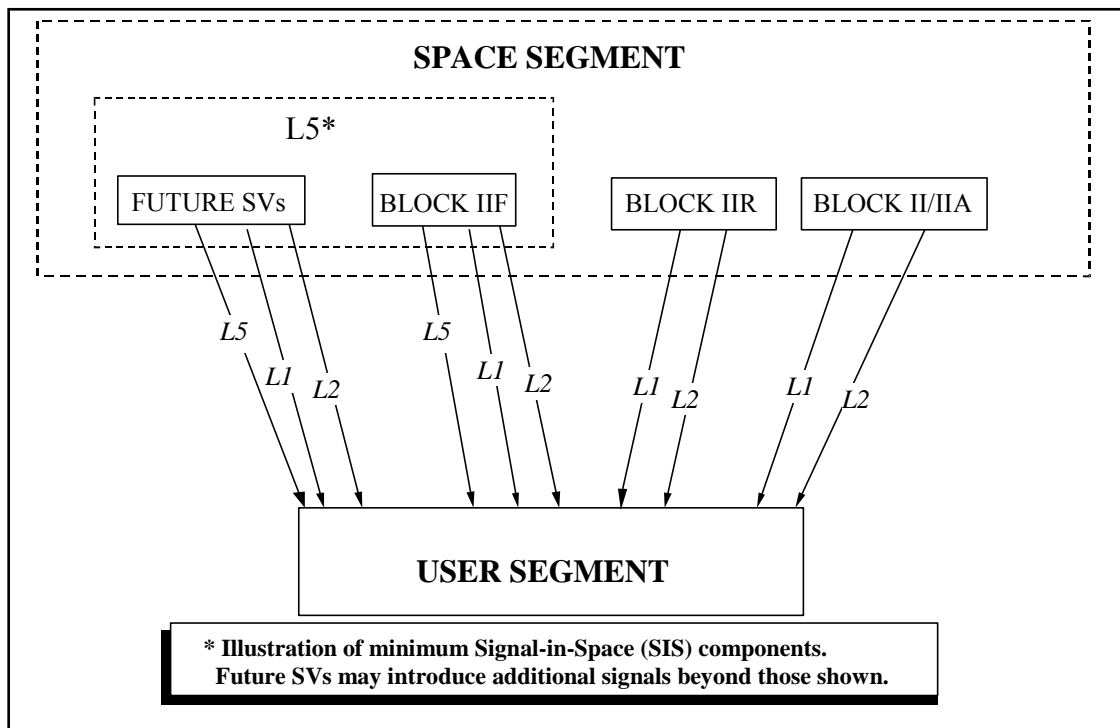 SPACE SEGMENT
L5*
FUTURE SVs
BLOCK IIF
BLOCK IIR
BLOCK II/IIA
L5
L1
L2
L5
L1
L2
L1
L2
L1
L2
USER SEGMENT
* Illustration of minimum Signal-in-Space (SIS) components.
Future SVs may introduce additional signals beyond those shown.